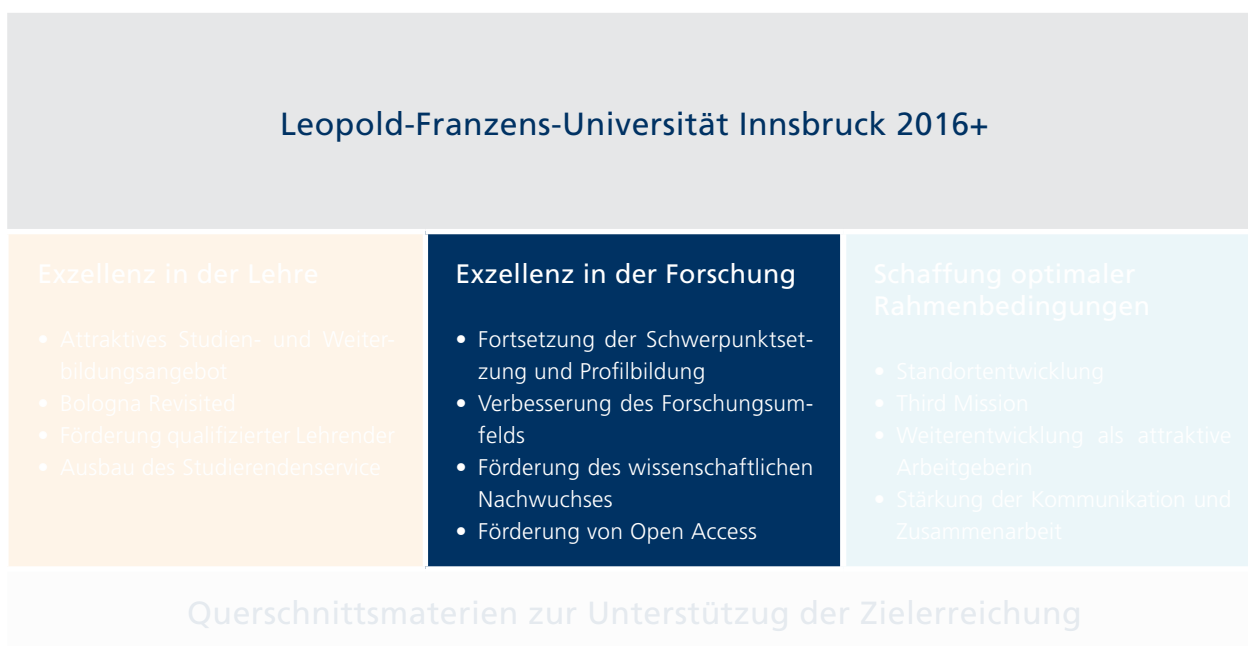 Leopold-Franzens-Universität Innsbruck 2016+
Exzellenz in der Lehre
• Attraktives Studien- und Weiter-
bildungsangebot
• Bologna Revisited
• Förderung qualifizierter Lehrender
• Ausbau des Studierendenservice
Exzellenz in der Forschung
• Fortsetzung der Schwerpunktset-
zung und Profilbildung
• Verbesserung des Forschungsum-
felds
• Förderung des wissenschaftlichen
Nachwuchses
• Förderung von Open Access
Schaffung optimaler
Rahmenbedingungen
• Standortentwicklung
• Third Mission
• Weiterentwicklung als attraktive
Arbeitgeberin
• Stärkung der Kommunikation und
Zusammenarbeit
Querschnittsmaterien zur Unterstützug der Zielerreichung